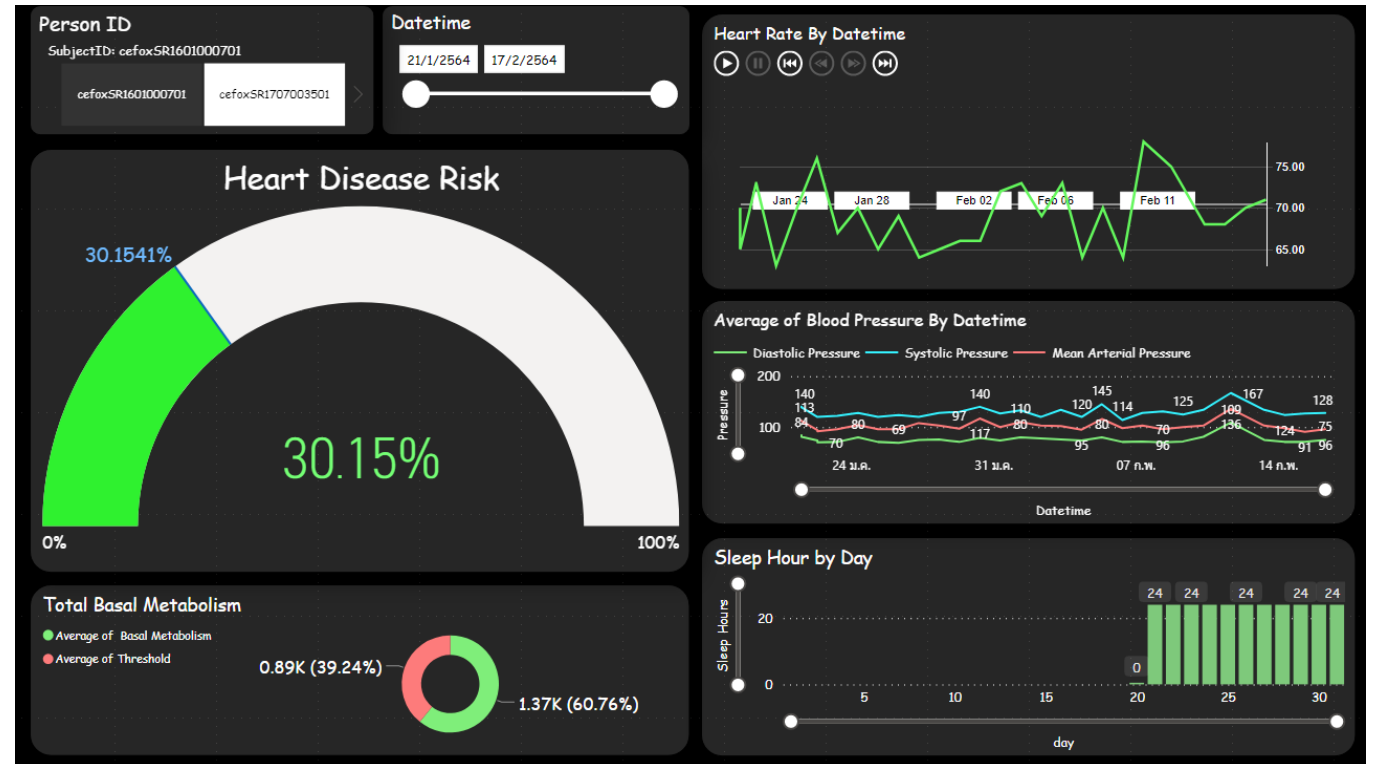 Person ID
SubjectID: cefoxSR1601000701
cefoxSR1601000701
cefoxSR1707003501
Datetime
21/1/2564
17/2/2564
Heart Disease Risk
30.1541%
30.15%
0%
100%
Total Basal Metabolism
Average of Basal Metabolism
Average of Threshold
0.89K (39.24%)
1.37K (60.76%)
Heart Rate By Datetime
Jan 24
Jan 28
Feb 02
Feb 06
Feb 11
75.00
70.00
65.00
Average of Blood Pressure By Datetime
Diastolic Pressure
Systolic Pressure
Mean Arterial Pressure
Pressure
200
100
140
140
145
167
128
113
110
120
114
125
109
84
80
69
97
80
80
70
136
124
75
70
117
95
96
91
96
24 ม.ค.
31 ม.ค.
07 ก.พ.
14 ก.พ.
Datetime
Sleep Hour by Day
Sleep Hours
24
24
24
24
24
20
0
0
5
10
15
20
25
30
day